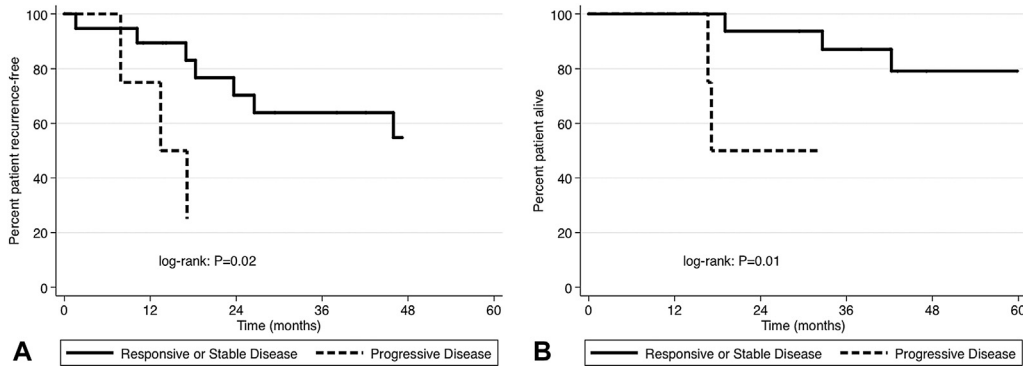 Percent patient recurrence-free
100
80
60
40
20
0
log-rank: P=0.02
0 12 24 36 48 60
Time (months)
A
Responsive or Stable Disease Progressive Disease
Percent patient alive
100
80
60
40
20
0
log-rank: P=0.01
0 12 24 36 48 60
Time (months)
B
Responsive or Stable Disease Progressive Disease